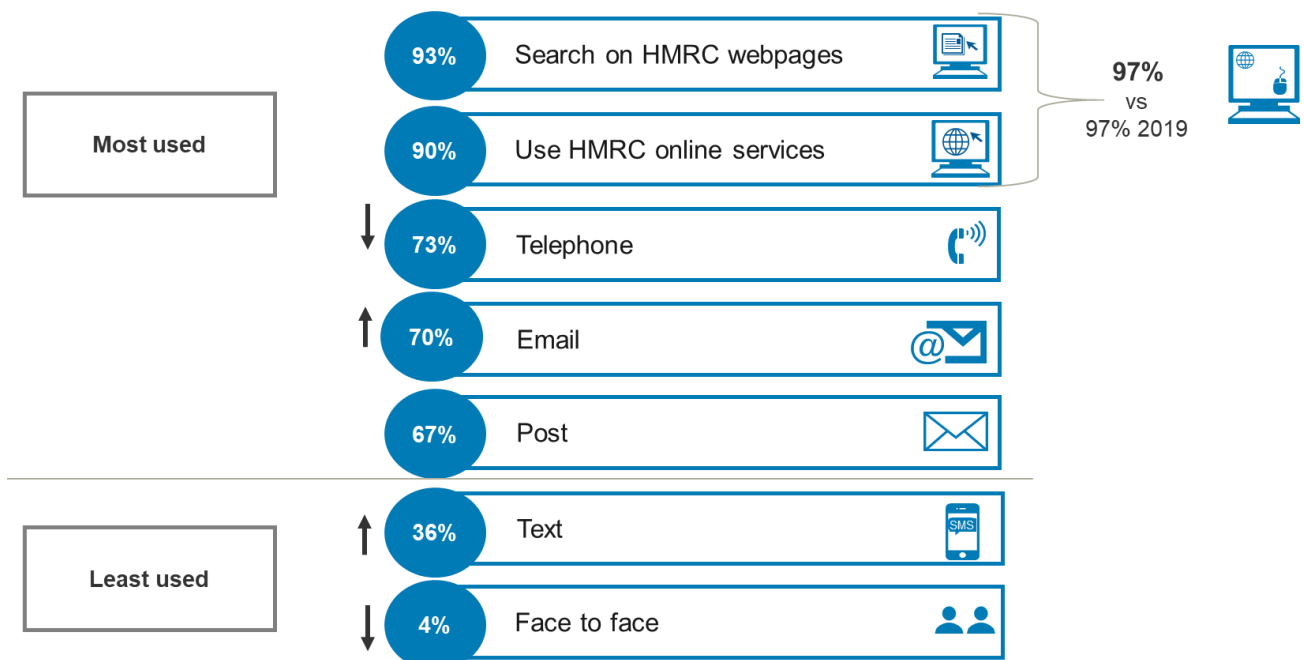 93%
Search on HMRC webpages
97%
vs
97% 2019
Most used
90%
Use HMRC online services
73%
Telephone
70%
Email
@
67%
Post
36%
Text
SMS
Least used
4%
Face to face